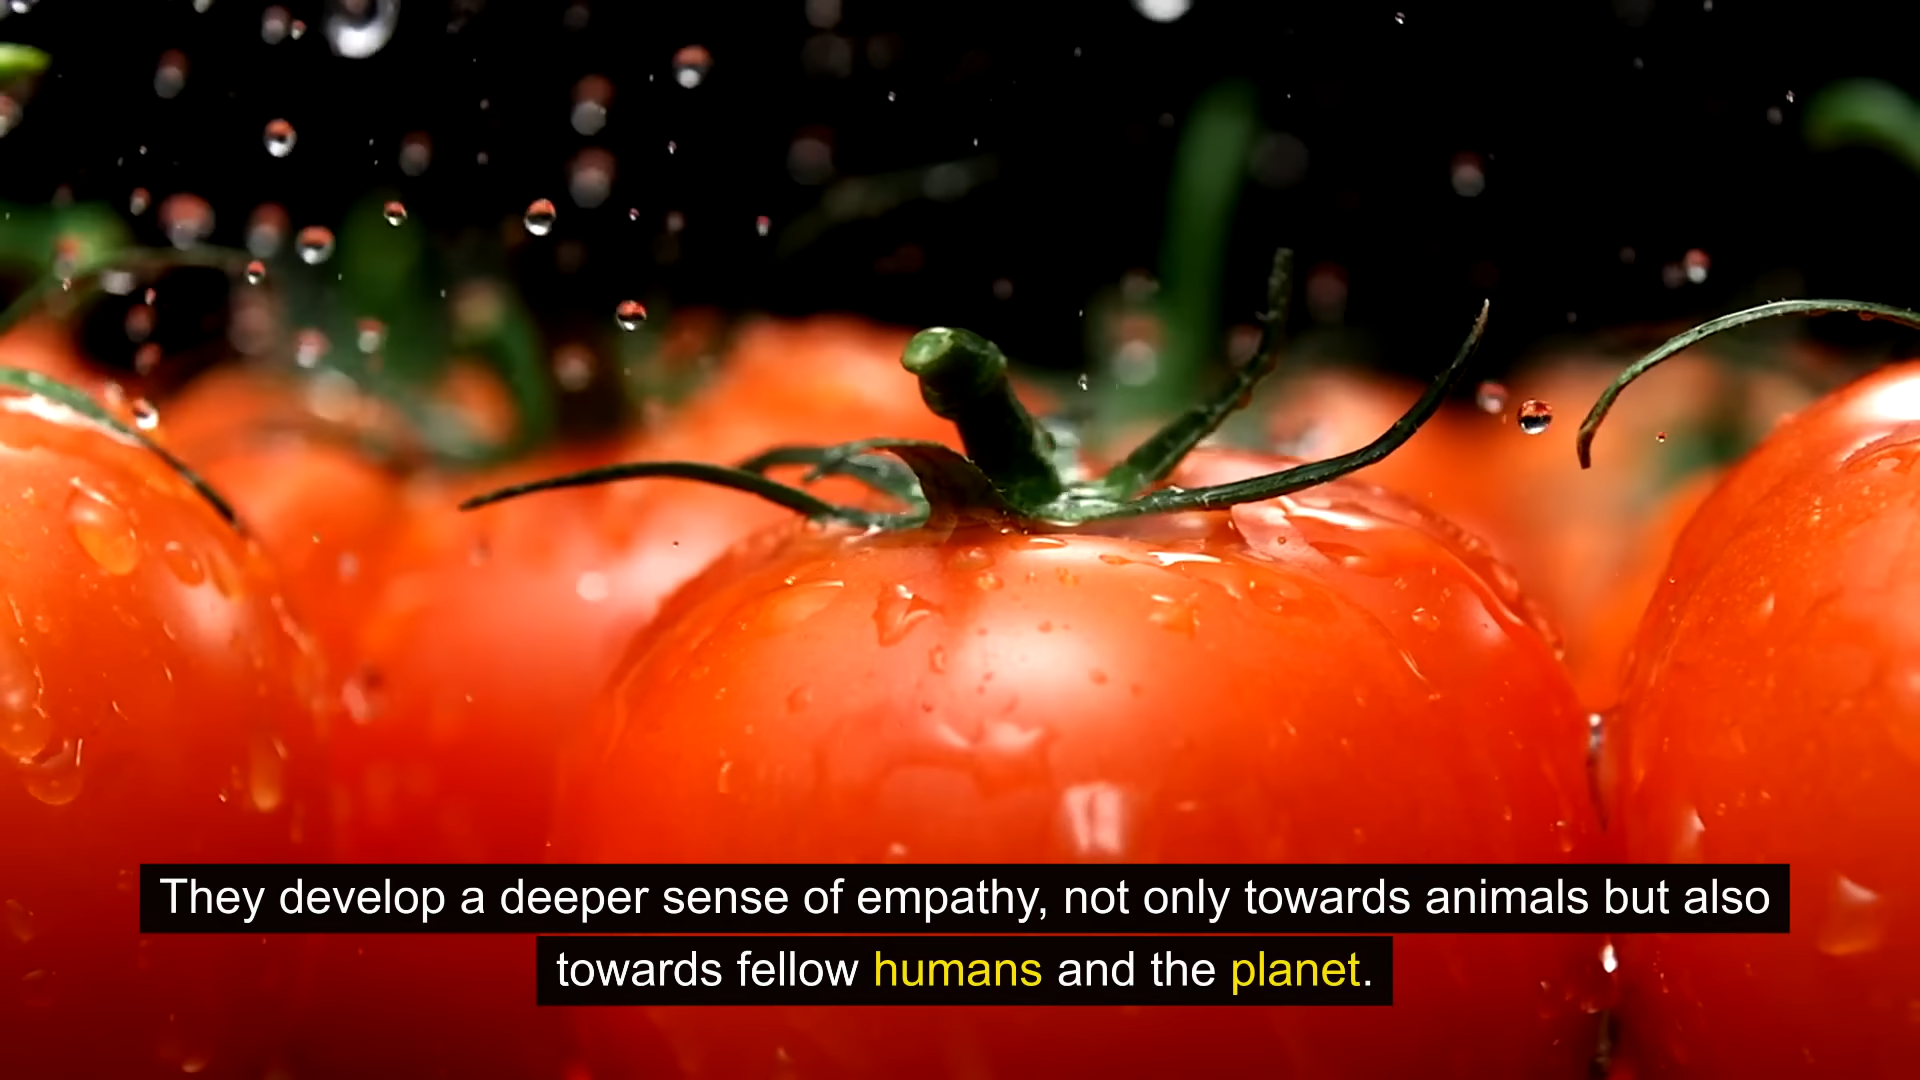 They develop a deeper sense of empathy, not only towards animals but also
towards fellow humans and the planet.